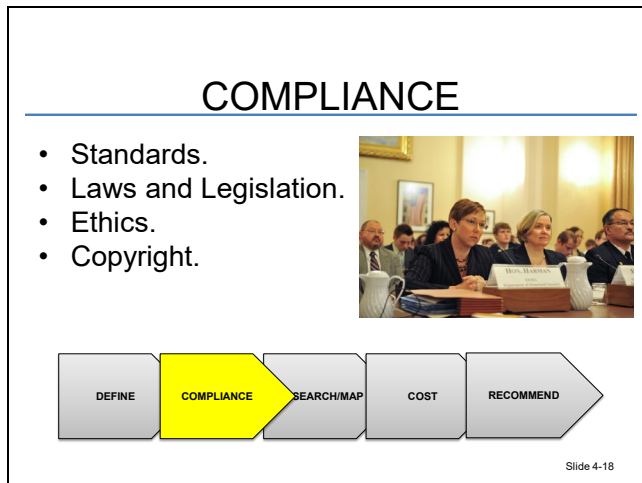 COMPLIANCE
• Standards.
• Laws and Legislation.
• Ethics.
• Copyright.
HON. HARMAN
DEFINE
COMPLIANCE
SEARCH/MAP
COST
RECOMMEND
Slide 4-18